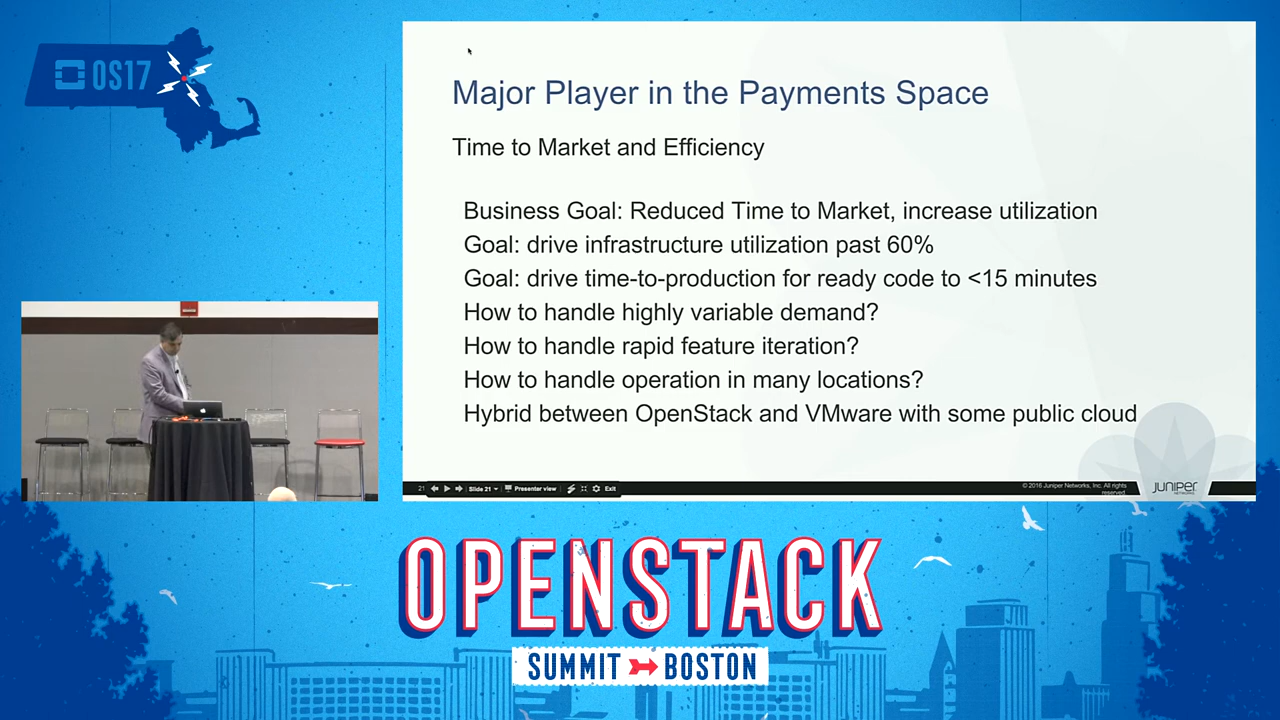 OS17
Major Player in the Payments Space
Time to Market and Efficiency
Business Goal: Reduced Time to Market, increase utilization
Goal: drive infrastructure utilization past 60%
Goal: drive time-to-production for ready code to <15 minutes
How to handle highly variable demand?
How to handle rapid feature iteration?
How to handle operation in many locations?
Hybrid between OpenStack and VMware with some public cloud
21 Slide 21 Presenter view Exit
© 2016 Juniper Networks, Inc. All rights
reserved.
JUNIPER
NETWORKS
OPENSTACK
SUMMIT BOSTON